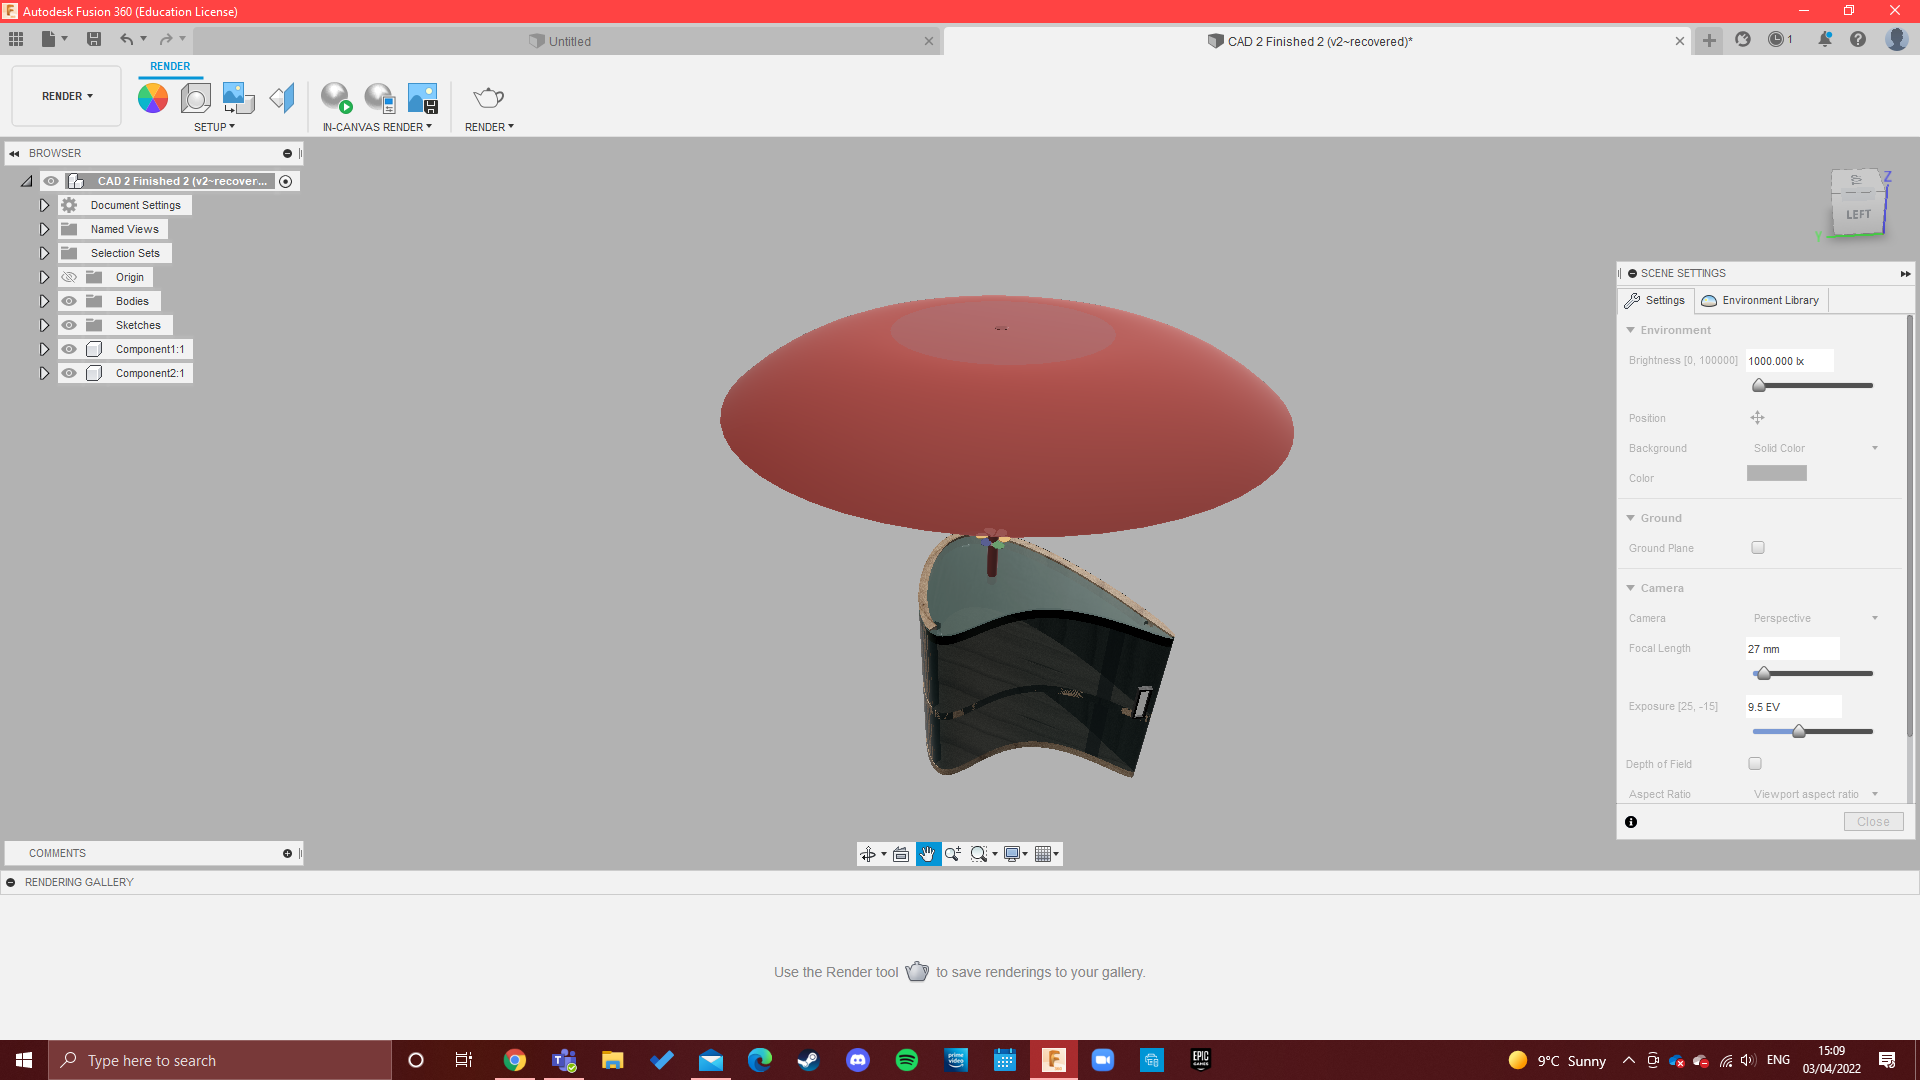 Autodesk Fusion 360 (Education License)
Untitled
CAD 2 Finished 2 (v2~recovered)*
1
RENDER
RENDER
SETUP
IN-CANVAS RENDER
RENDER
BROWSER
CAD 2 Finished 2 (v2~recover...
Document Settings
Named Views
Selection Sets
Origin
Bodies
Sketches
Component1:1
Component2:1
Z
LEFT
Y
SCENE SETTINGS
Settings
Environment Library
Environment
Brightness [0, 100000]
1000.000 lx
Position
Background
Solid Color
Color
Ground
Ground Plane
Camera
Camera
Perspective
Focal Length
27 mm
Exposure [25, -15]
9.5 EV
Depth of Field
Aspect Ratio
Viewport aspect ratio
Close
COMMENTS
RENDERING GALLERY
Use the Render tool to save renderings to your gallery.
Type here to search
prime video
EPIC GAMES
9°C Sunny
ENG
15:09
03/04/2022